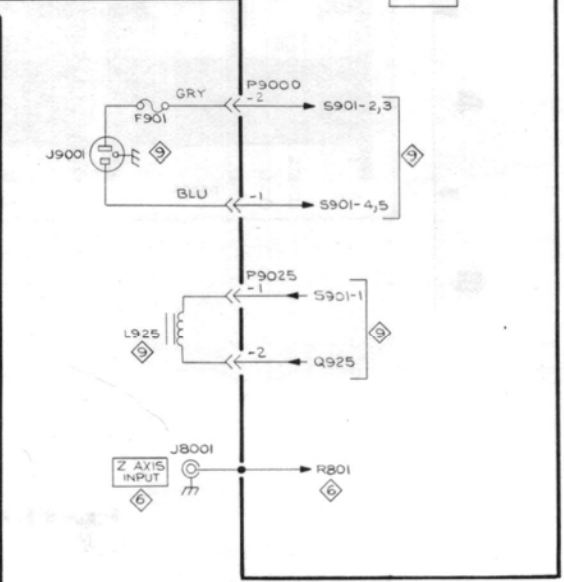 P9000
GRY
-2
S901-2,3
F901
J9001
9
9
BLU
-1
S901-4,5
P9025
-1
S901-1
L925
9
9
-2
Q925
J8001
Z AXIS
INPUT
R801
6
6